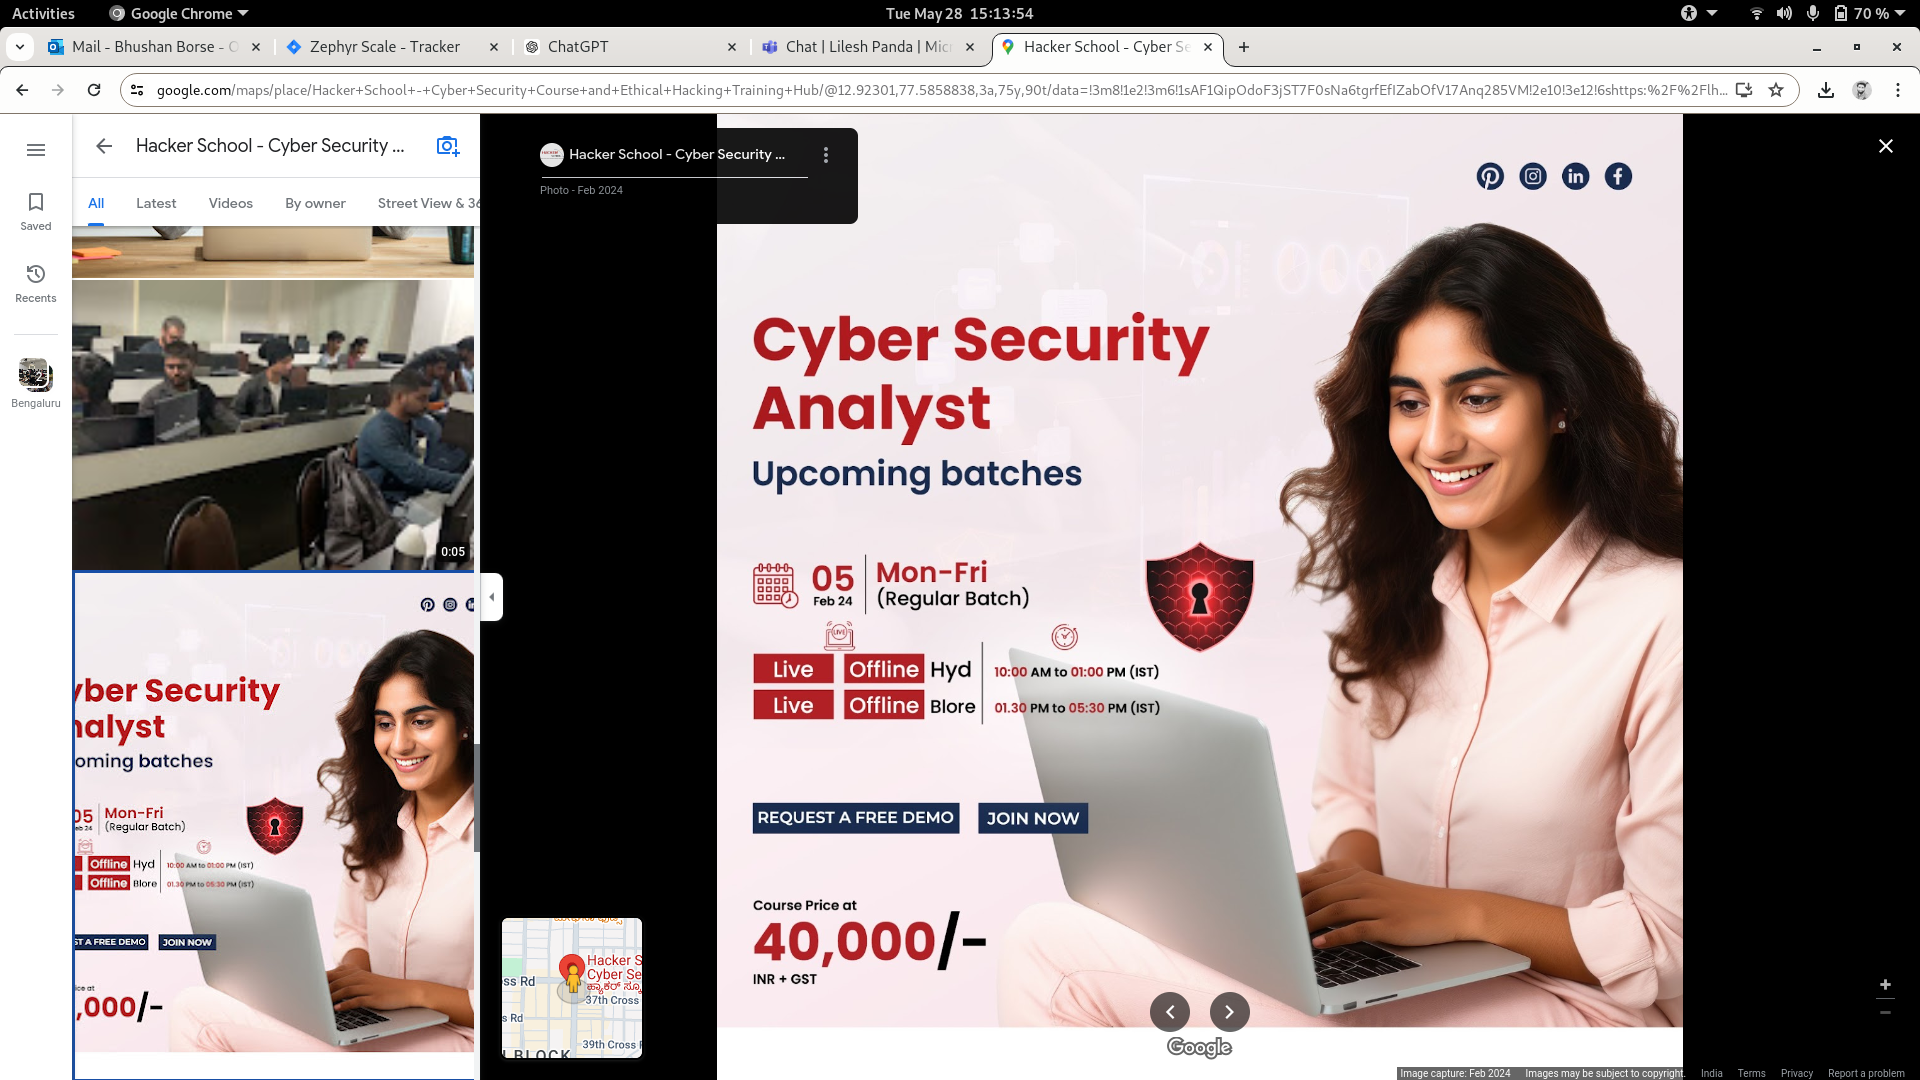 Activities
Google Chrome
Tue May 28 15:13:54
70 %
Mail - Bhushan Borse - O
Zephyr Scale - Tracker
ChatGPT
Chat | Lilesh Panda | Mic
Hacker School - Cyber Se
google.com/maps/place/Hacker+School+-+Cyber+Security+Course+and+Ethical+Hacking+Training+Hub/@12.92301,77.5858838,3a,75y,90t/data=!3m8!1e2!3m6!1sAF1QipOdoF3jST7F0sNa6tgrfEfIZabOfV17Anq285VM!2e10!3e12!6shttps:%2F%2Flh...
Saved
Recents
2
Bengaluru
Hacker School - Cyber Security ...
All Latest Videos By owner Street View & 36
0:05
yber Security
nalyst
oming batches
05 Mon-Fri
eb 24 (Regular Batch)
Offline Hyd 10:00 AM to 01:00 PM (IST)
Offline Blore 01.30 PM to 05:30 PM (IST)
ST A FREE DEMO JOIN NOW
ice at
,000/-
Hacker School - Cyber Security ...
Photo - Feb 2024
Cyber Security
Analyst
Upcoming batches
05
Feb 24
Mon-Fri
(Regular Batch)
LIVE
Live Offline Hyd 10:00 AM to 01:00 PM (IST)
Live Offline Blore 01.30 PM to 05:30 PM (IST)
REQUEST A FREE DEMO JOIN NOW
Course Price at
40,000/-
INR + GST
Hacker S
Cyber Se
ss Rd
37th Cross
s Rd
39th Cross
BLOCK
Google
Image capture: Feb 2024 Images may be subject to copyright. India Terms Privacy Report a problem